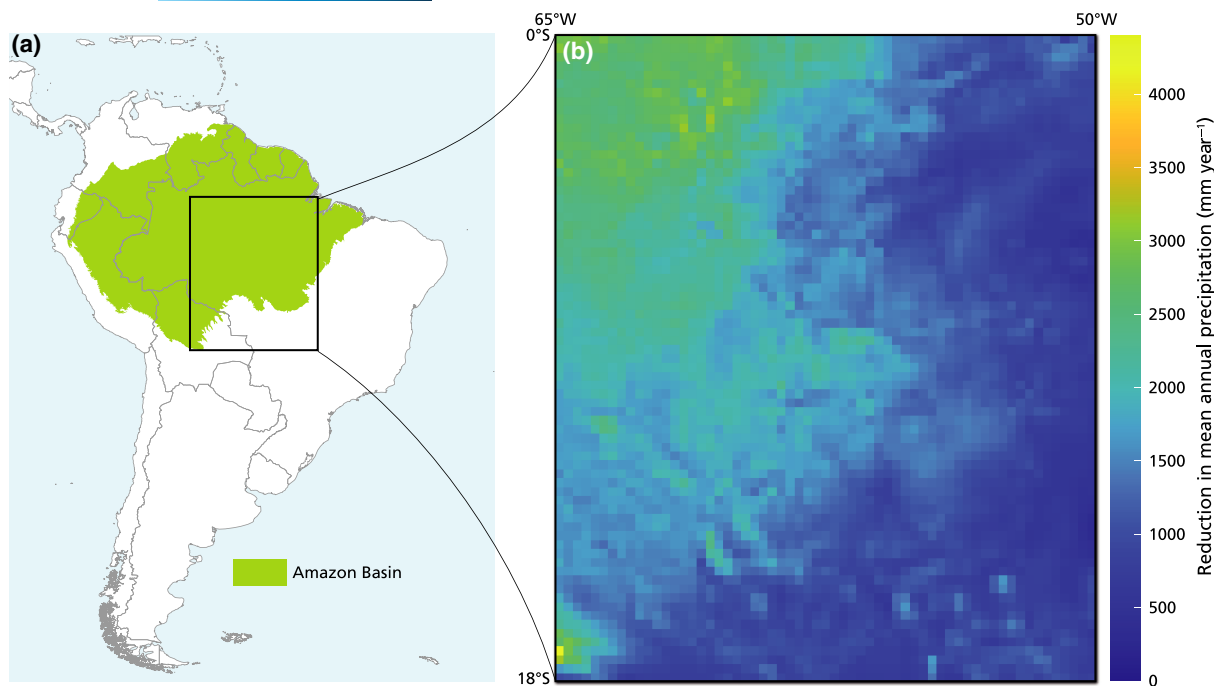 (a)
Amazon Basin
65°W
50°W
0°S
(b)
18°S
4000
3500
3000
2500
2000
1500
1000
500
0
Reduction in mean annual precipitation (mm year⁻¹)